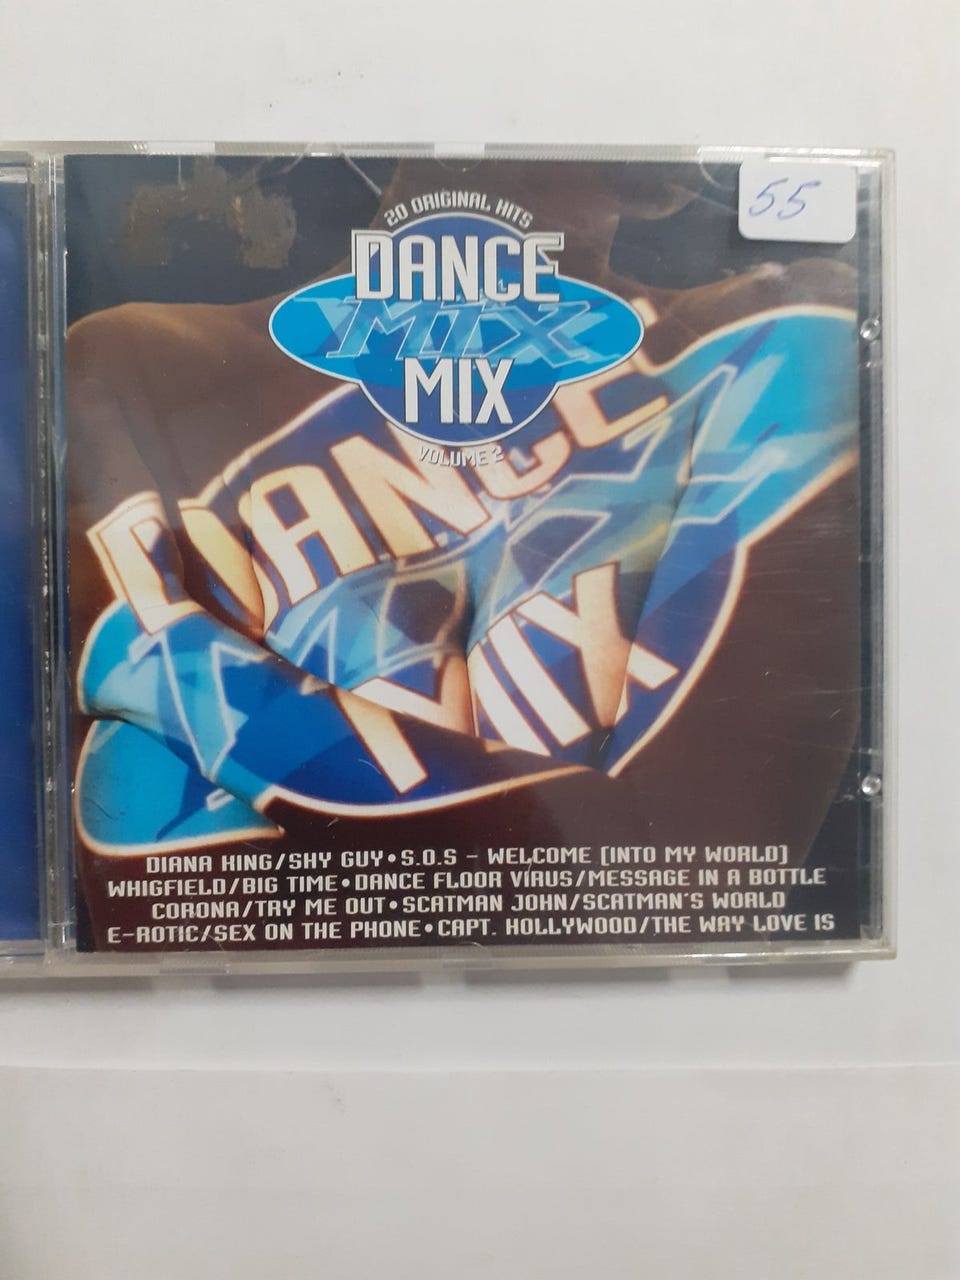 55
20 ORIGINAL HITS
DANCE
MIX
MIX
VOLUME 2
DANCE
MIX
MIX
DIANA KING/SHY GUY•S.O.S - WELCOME [INTO MY WORLD]
WHIGFIELD/BIG TIME•DANCE FLOOR VIRUS/MESSAGE IN A BOTTLE
CORONA/TRY ME OUT•SCATMAN JOHN/SCATMAN'S WORLD
E-ROTIC/SEX ON THE PHONE•CAPT. HOLLYWOOD/THE WAY LOVE IS